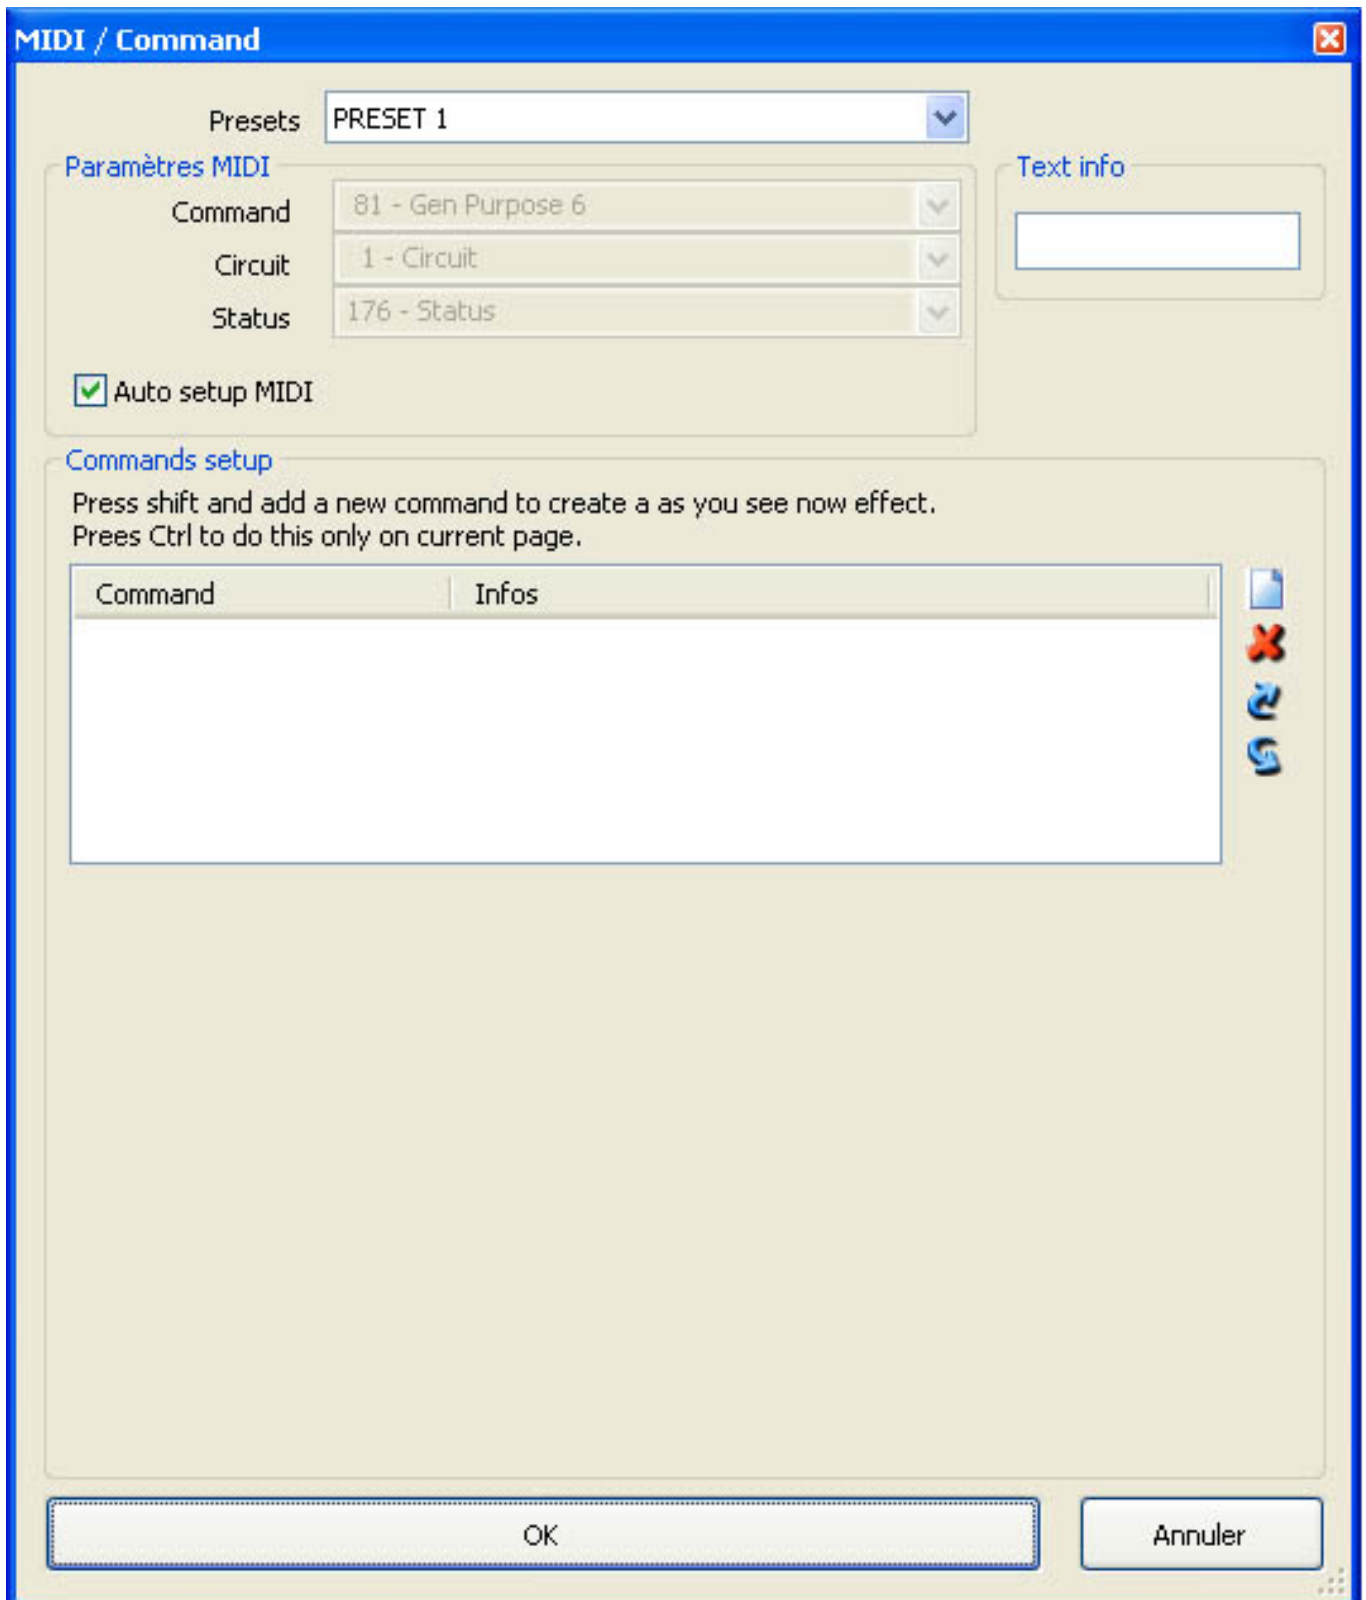 MIDI / Command
Presets PRESET 1
Paramètres MIDI
Text info
Command 81 - Gen Purpose 6
Circuit 1 - Circuit
Status 176 - Status
Auto setup MIDI
Commands setup
Press shift and add a new command to create a as you see now effect.
Prees Ctrl to do this only on current page.
Command Infos
OK Annuler